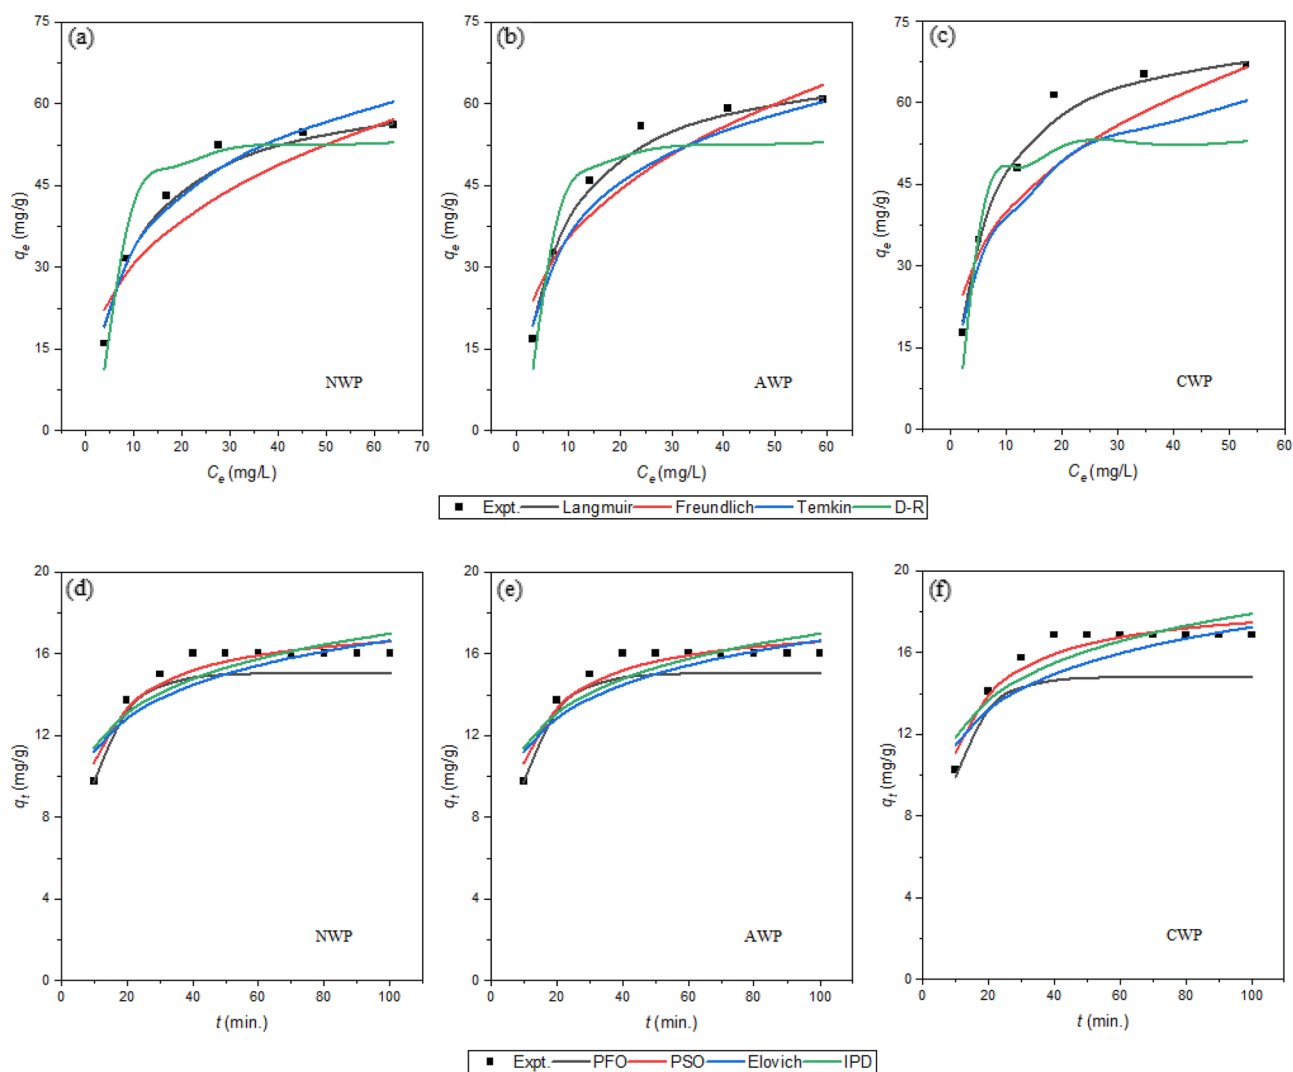 (a)
75
60
45
30
15
0
qe (mg/g)
NWP
0 10 20 30 40 50 60 70
Ce (mg/L)
(b)
75
60
45
30
15
0
qe (mg/g)
AWP
0 10 20 30 40 50 60
Ce (mg/L)
(c)
75
60
45
30
15
0
qe (mg/g)
CWP
0 10 20 30 40 50 60
Ce (mg/L)
Expt. Langmuir Freundlich Temkin D-R
(d)
20
16
12
8
4
0
qt (mg/g)
NWP
0 20 40 60 80 100
t (min.)
(e)
20
16
12
8
4
0
qt (mg/g)
AWP
0 20 40 60 80 100
t (min.)
(f)
20
16
12
8
4
0
qt (mg/g)
CWP
0 20 40 60 80 100
t (min.)
Expt. PFO PSO Elovich IPD